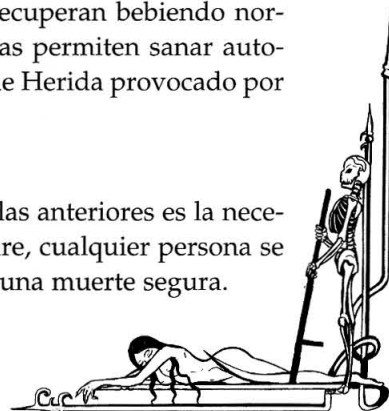 ecuperan bebiendo nor-
as permiten sanar auto-
e Herida provocado por
las anteriores es la nece-
re, cualquier persona se
una muerte segura.